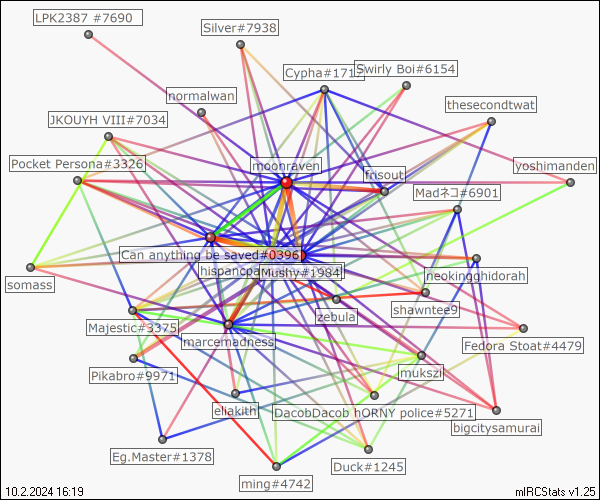 LPK2387 #7690
Silver#7938
Cypha#1717
Swirly Boi#6154
normalwan
thesecondtwat
JKOUYH VIII#7034
Pocket Persona#3326
moonraven
frisout
yoshimanden
Madネコ#6901
Can anything be saved#0396
Mushy#1984
neokingghidorah
somass
zebula
shawntee9
Majestic#3375
marcemadness
Fedora Stoat#4479
Pikabro#9971
mukszi
eliakith
DacobDacob hORNY police#5271
bigcitysamurai
Eg.Master#1378
Duck#1245
ming#4742
10.2.2024 16:19
mIRCStats v1.25